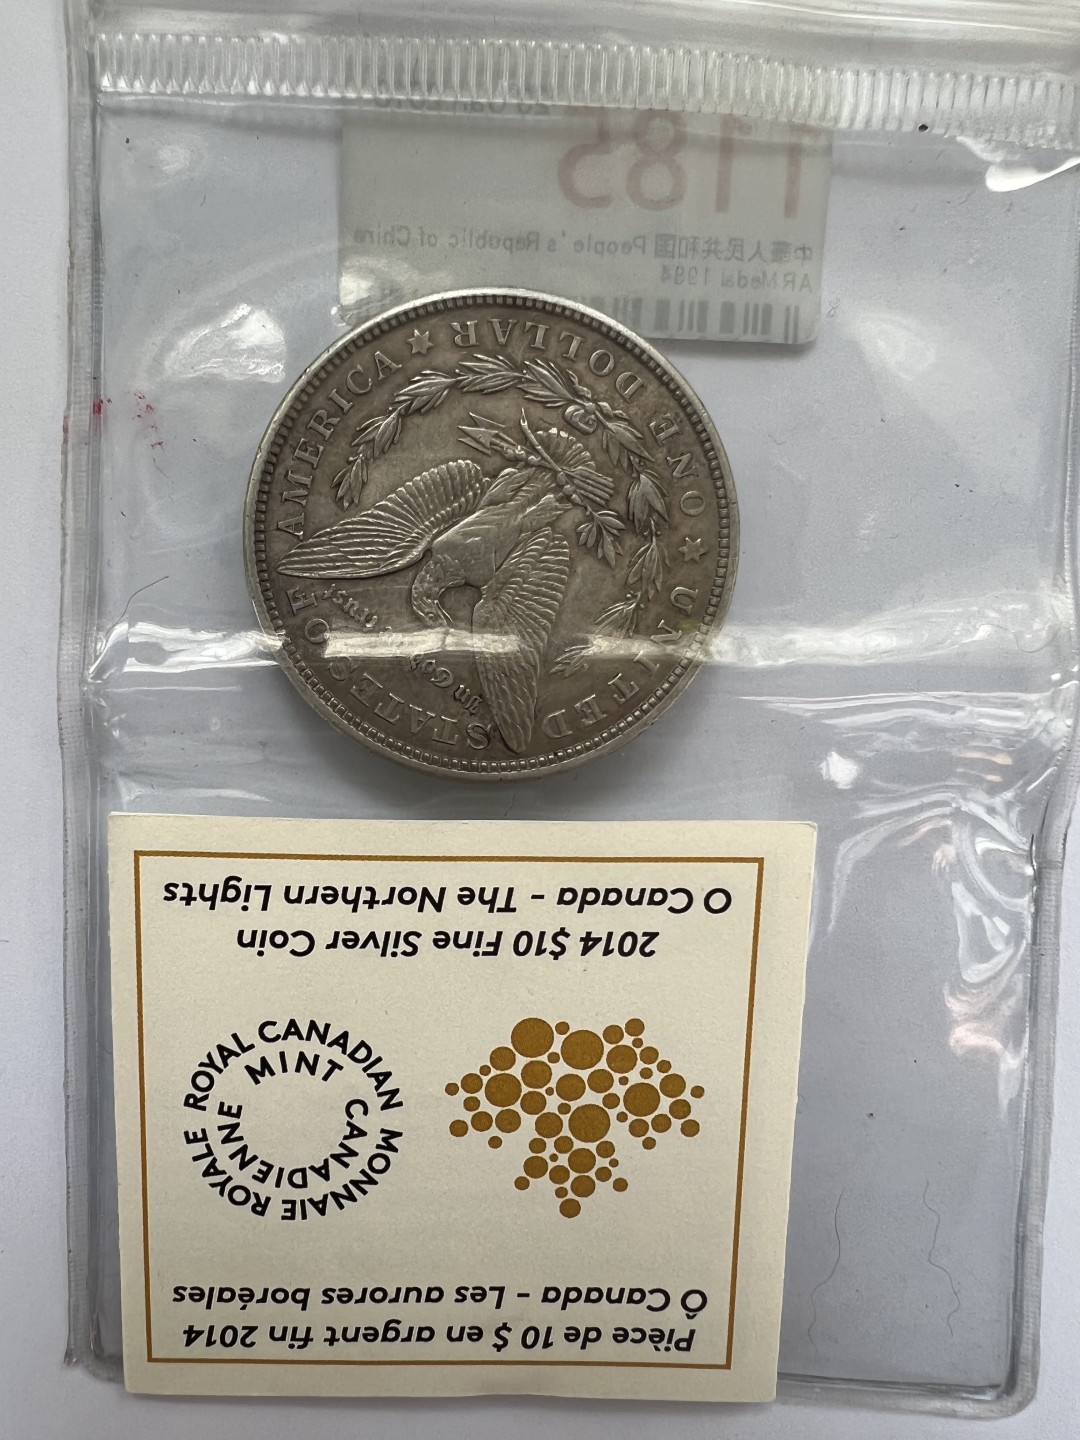 1185
中華人民共和国 People's Republic of China
AR Medal 1994
UNITED STATES OF AMERICA
ONE DOLLAR
In God
trust
O Canada - The Northern Lights
2014 $10 Fine Silver Coin
ROYAL CANADIAN MINT
MONNAIE ROYALE CANADIENNE
Ô Canada - Les aurores boréales
Pièce de 10 $ en argent fin 2014